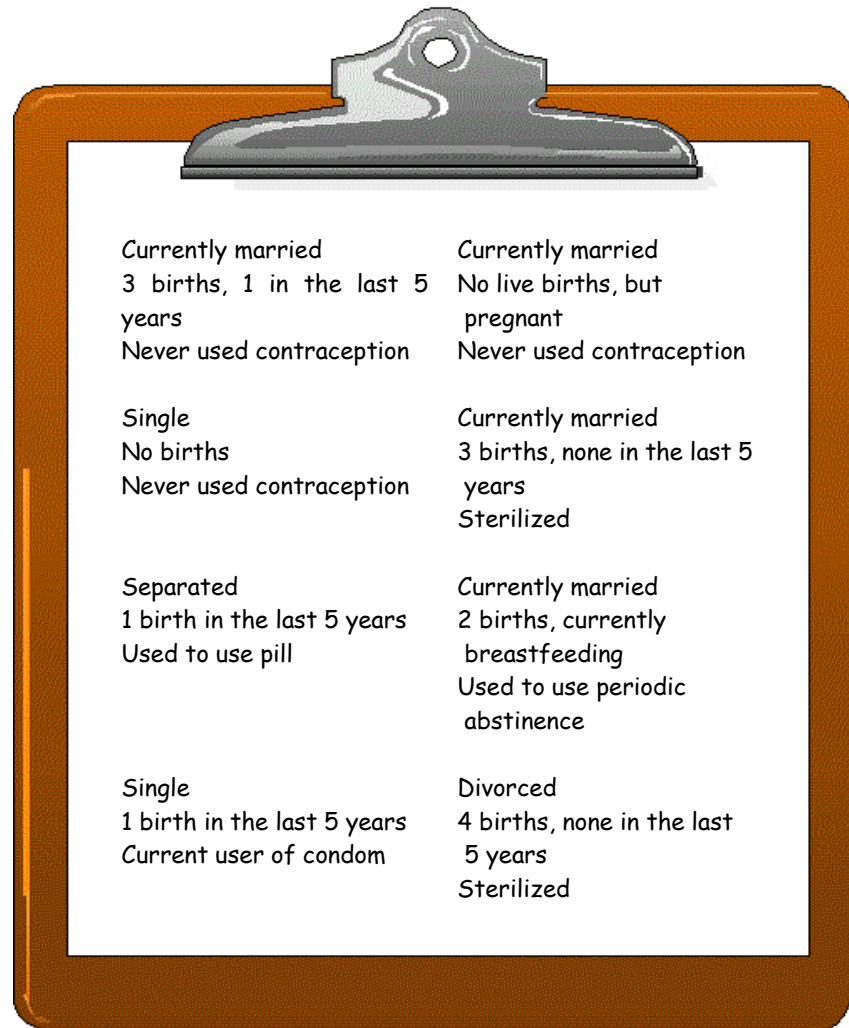 Currently married
3 births, 1 in the last 5
years
Never used contraception
Currently married
No live births, but
pregnant
Never used contraception
Single
No births
Never used contraception
Currently married
3 births, none in the last 5
years
Sterilized
Separated
1 birth in the last 5 years
Used to use pill
Currently married
2 births, currently
breastfeeding
Used to use periodic
abstinence
Single
1 birth in the last 5 years
Current user of condom
Divorced
4 births, none in the last
5 years
Sterilized